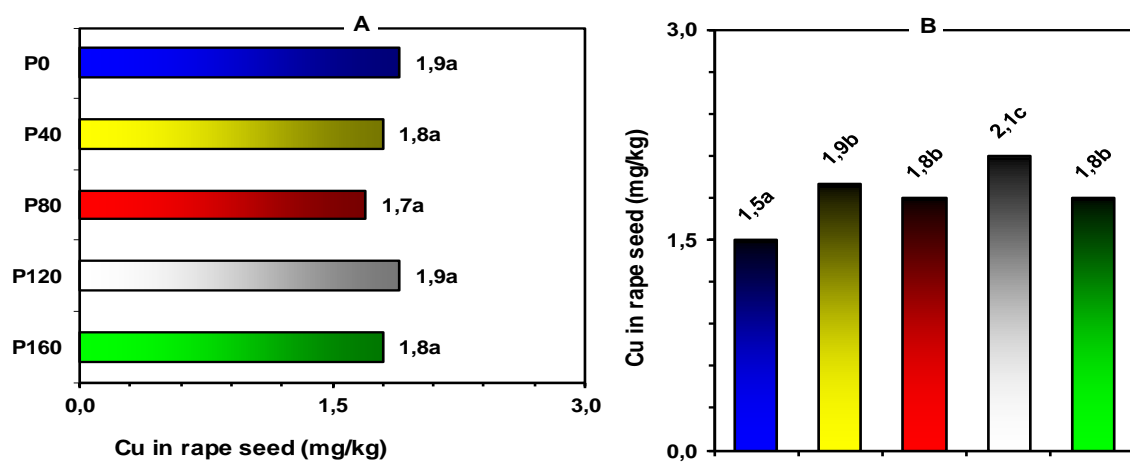 A
P0
1,9a
P40
1,8a
P80
1,7a
P120
1,9a
P160
1,8a
0,0
1,5
3,0
Cu in rape seed (mg/kg)
B
3,0
1,5
0,0
Cu in rape seed (mg/kg)
1,5a
1,9b
1,8b
2,1c
1,8b